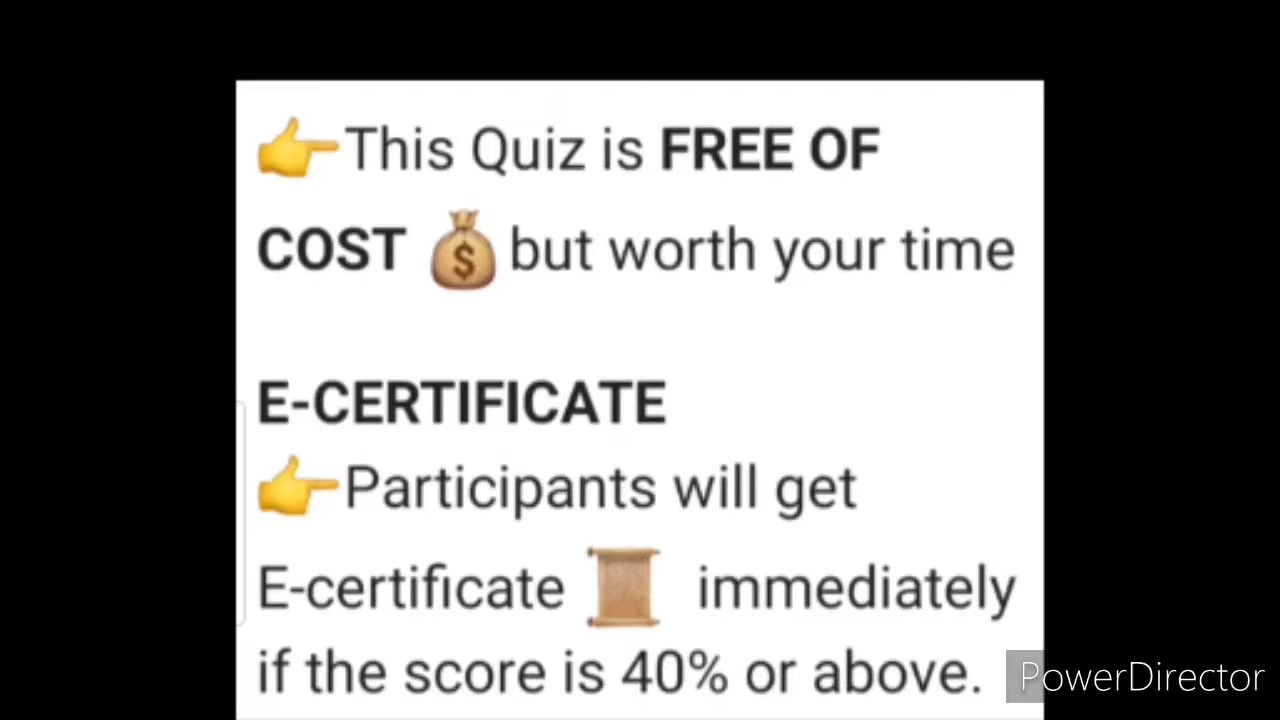 👉This Quiz is FREE OF
COST 💰 but worth your time
E-CERTIFICATE
👉Participants will get
E-certificate 📜 immediately
if the score is 40% or above.
PowerDirector